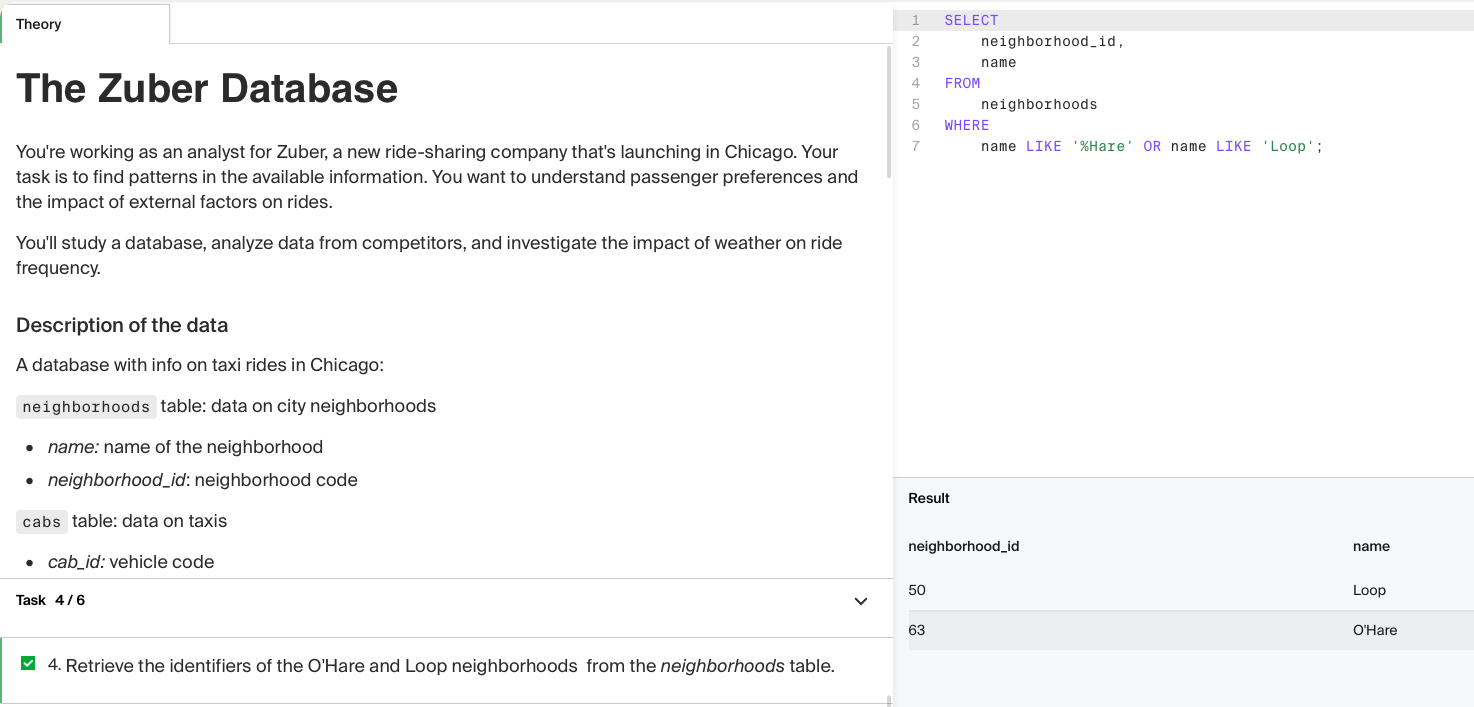 Theory
The Zuber Database
You're working as an analyst for Zuber, a new ride-sharing company that's launching in Chicago. Your
task is to find patterns in the available information. You want to understand passenger preferences and
the impact of external factors on rides.
You'll study a database, analyze data from competitors, and investigate the impact of weather on ride
frequency.
Description of the data
A database with info on taxi rides in Chicago:
neighborhoods table: data on city neighborhoods
• name: name of the neighborhood
• neighborhood_id: neighborhood code
cabs table: data on taxis
• cab_id: vehicle code
Task 4 / 6
4. Retrieve the identifiers of the O'Hare and Loop neighborhoods from the neighborhoods table.
1 SELECT
2 neighborhood_id,
3 name
4 FROM
5 neighborhoods
6 WHERE
7 name LIKE '%Hare' OR name LIKE 'Loop';
Result
neighborhood_id name
50 Loop
63 O'Hare